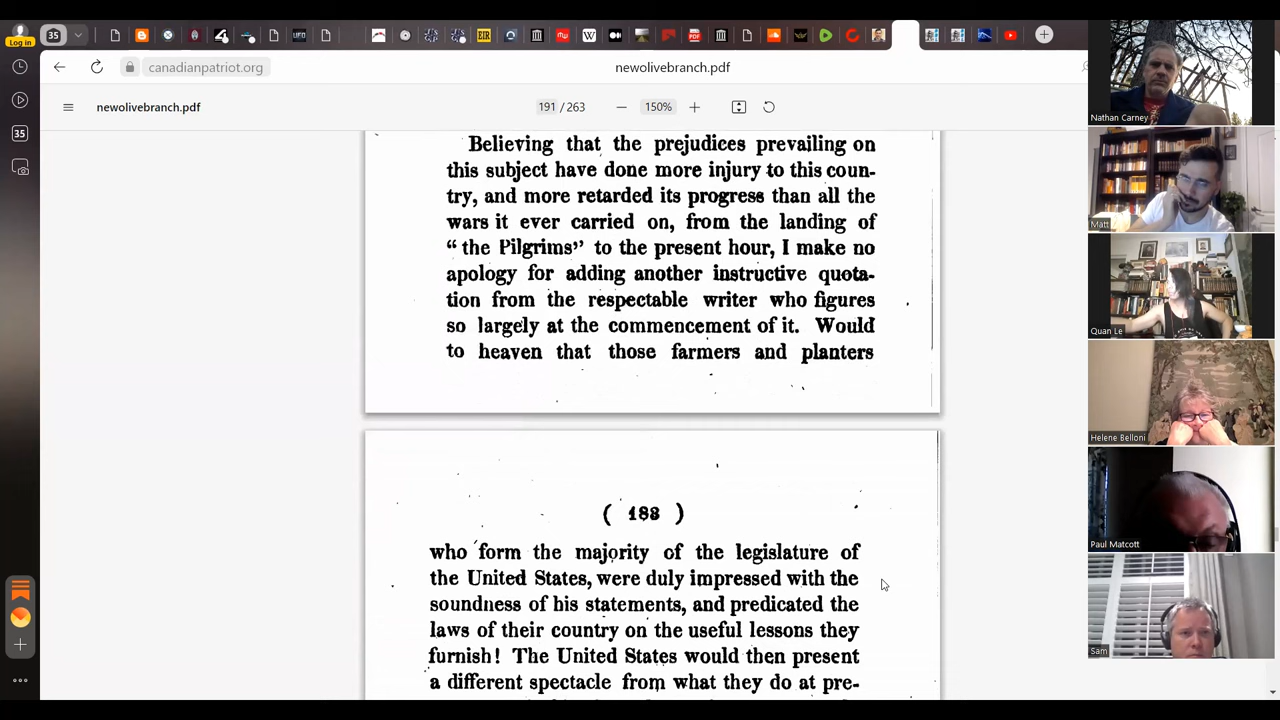 Log in
35
EIR
canadianpatriot.org
newolivebranch.pdf
newolivebranch.pdf
191 / 263
150%
35
Believing that the prejudices prevailing on
this subject have done more injury to this coun-
try, and more retarded its progress than all the
wars it ever carried on, from the landing of
“the Pilgrims” to the present hour, I make no
apology for adding another instructive quota-
tion from the respectable writer who figures
so largely at the commencement of it. Would
to heaven that those farmers and planters
( 183 )
who form the majority of the legislature of
the United States, were duly impressed with the
soundness of his statements, and predicated the
laws of their country on the useful lessons they
furnish! The United States would then present
a different spectacle from what they do at pre-
Nathan Carney
Matt
Quan Le
Helene Belloni
Paul Matcott
Sam